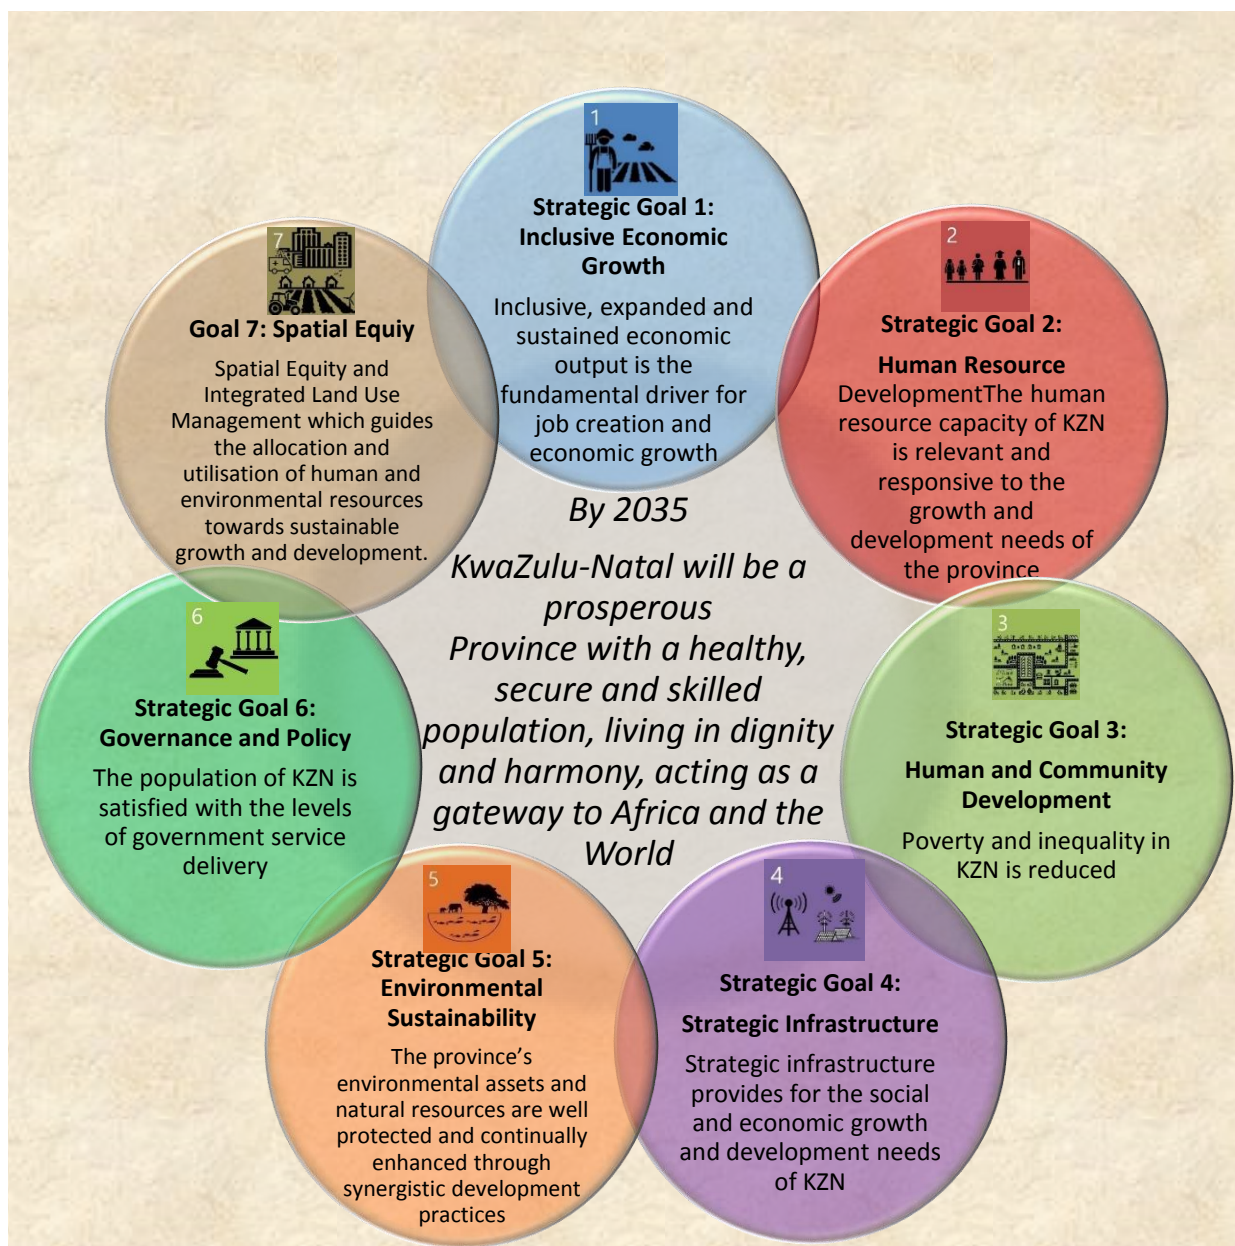 1
Strategic Goal 1:
Inclusive Economic
Growth
Inclusive, expanded and
sustained economic
output is the
fundamental driver for
job creation and
economic growth
2
Strategic Goal 2:
Human Resource
DevelopmentThe human
resource capacity of KZN
is relevant and
responsive to the
growth and
development needs of
the province
3
Strategic Goal 3:
Human and Community
Development
Poverty and inequality in
KZN is reduced
4
Strategic Goal 4:
Strategic Infrastructure
Strategic infrastructure
provides for the social
and economic growth
and development needs
of KZN
5
Strategic Goal 5:
Environmental
Sustainability
The province’s
environmental assets and
natural resources are well
protected and continually
enhanced through
synergistic development
practices
6
Strategic Goal 6:
Governance and Policy
The population of KZN is
satisfied with the levels
of government service
delivery
7
Goal 7: Spatial Equiy
Spatial Equity and
Integrated Land Use
Management which guides
the allocation and
utilisation of human and
environmental resources
towards sustainable
growth and development.
By 2035
KwaZulu-Natal will be a
prosperous
Province with a healthy,
secure and skilled
population, living in dignity
and harmony, acting as a
gateway to Africa and the
World